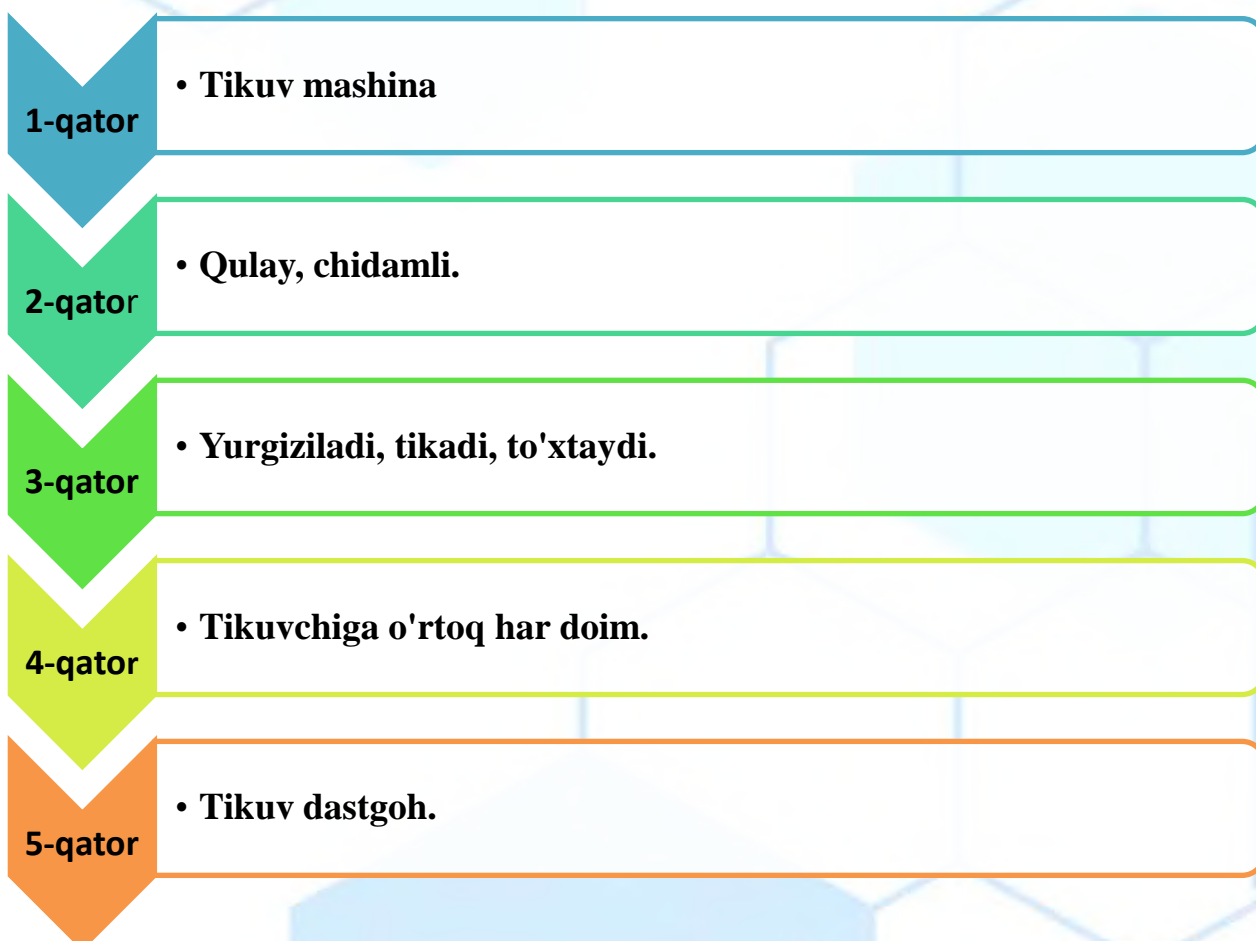 1-qator
• Tikuv mashina
2-qator
• Qulay, chidamli.
3-qator
• Yurgiziladi, tikadi, to'xtaydi.
4-qator
• Tikuvchiga o'rtoq har doim.
5-qator
• Tikuv dastgoh.